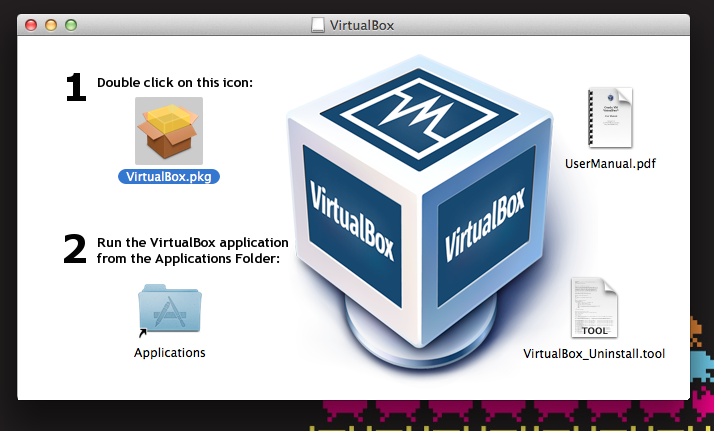 VirtualBox
1 Double click on this icon:
VirtualBox.pkg
2 Run the VirtualBox application
from the Applications Folder:
Applications
VirtualBox
VirtualBox
UserManual.pdf
TOOL
VirtualBox_Uninstall.tool